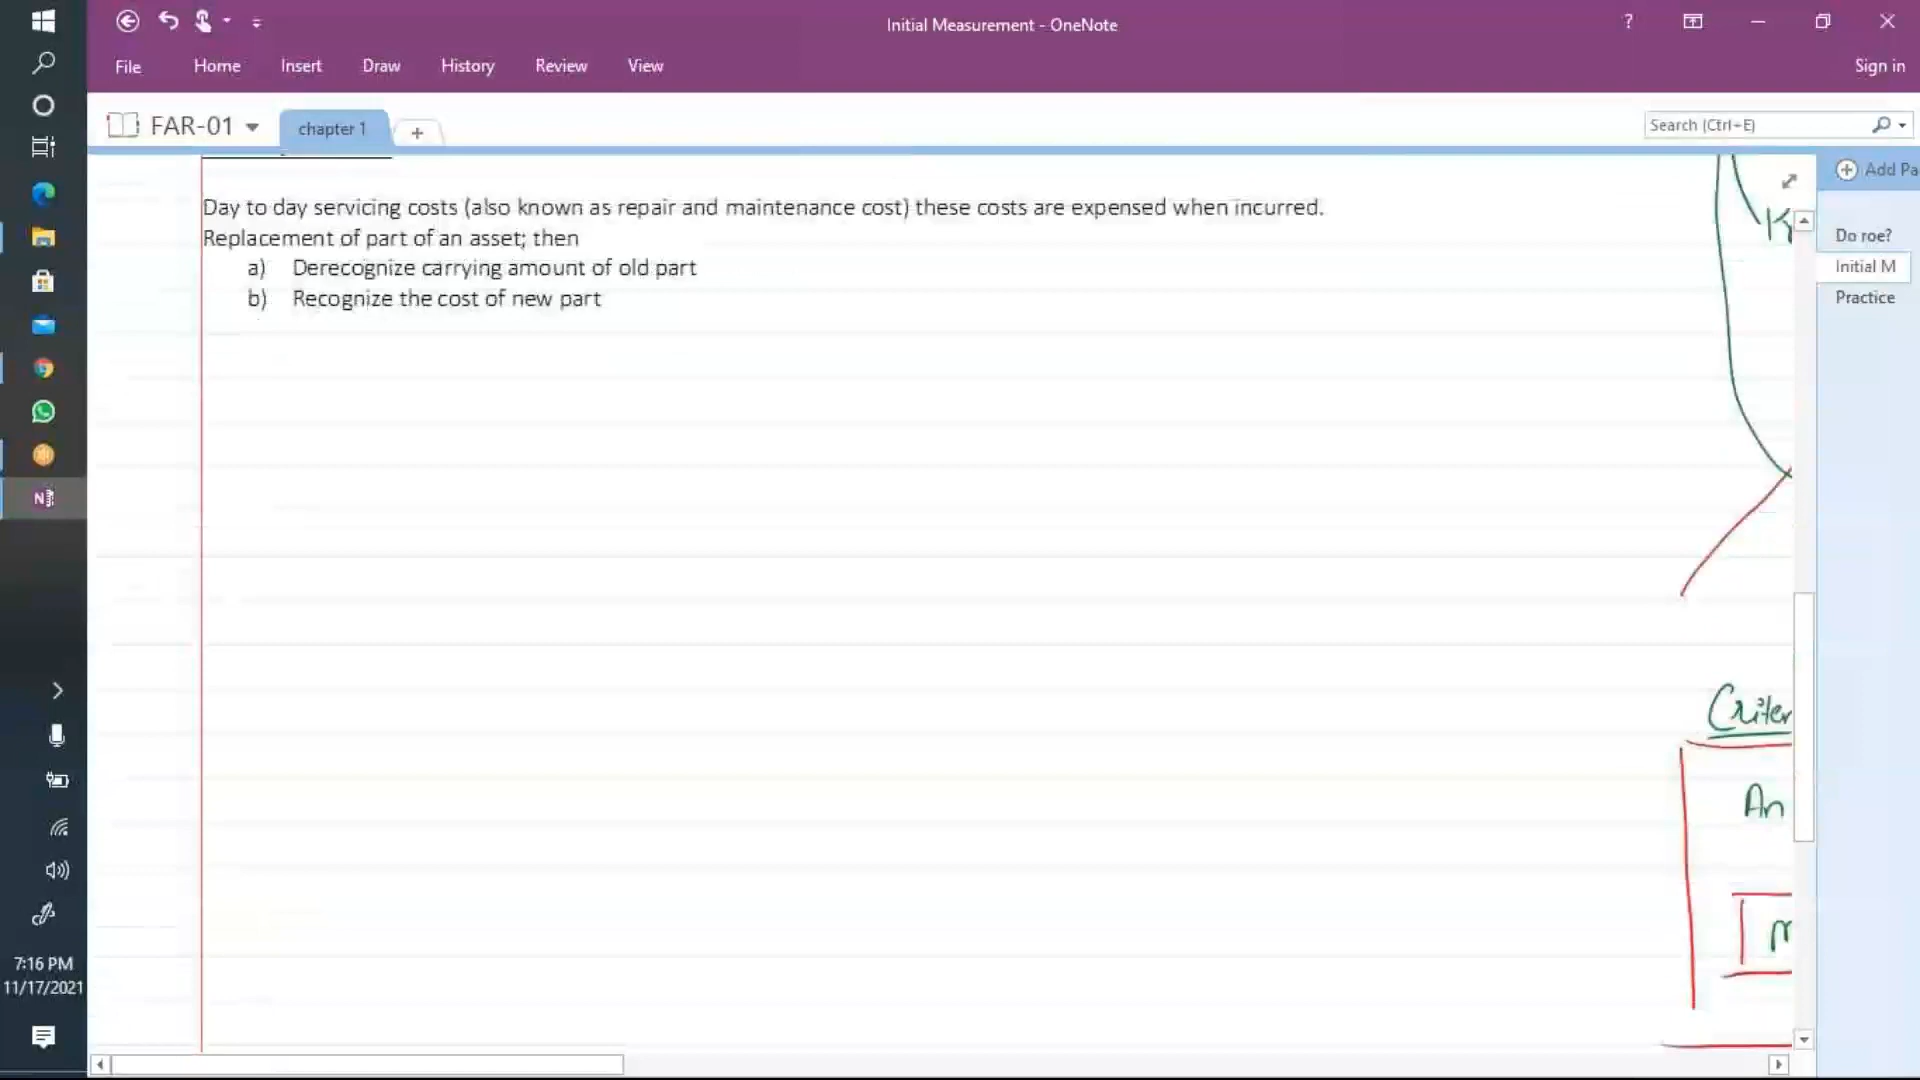 Initial Measurement - OneNote
?
File Home Insert Draw History Review View
Sign in
FAR-01 chapter 1 +
Search (Ctrl+E)
Add Pa
Day to day servicing costs (also known as repair and maintenance cost) these costs are expensed when incurred.
Replacement of part of an asset; then
a) Derecognize carrying amount of old part
b) Recognize the cost of new part
Do roe?
Initial M
Practice
Criter
An
7:16 PM
11/17/2021